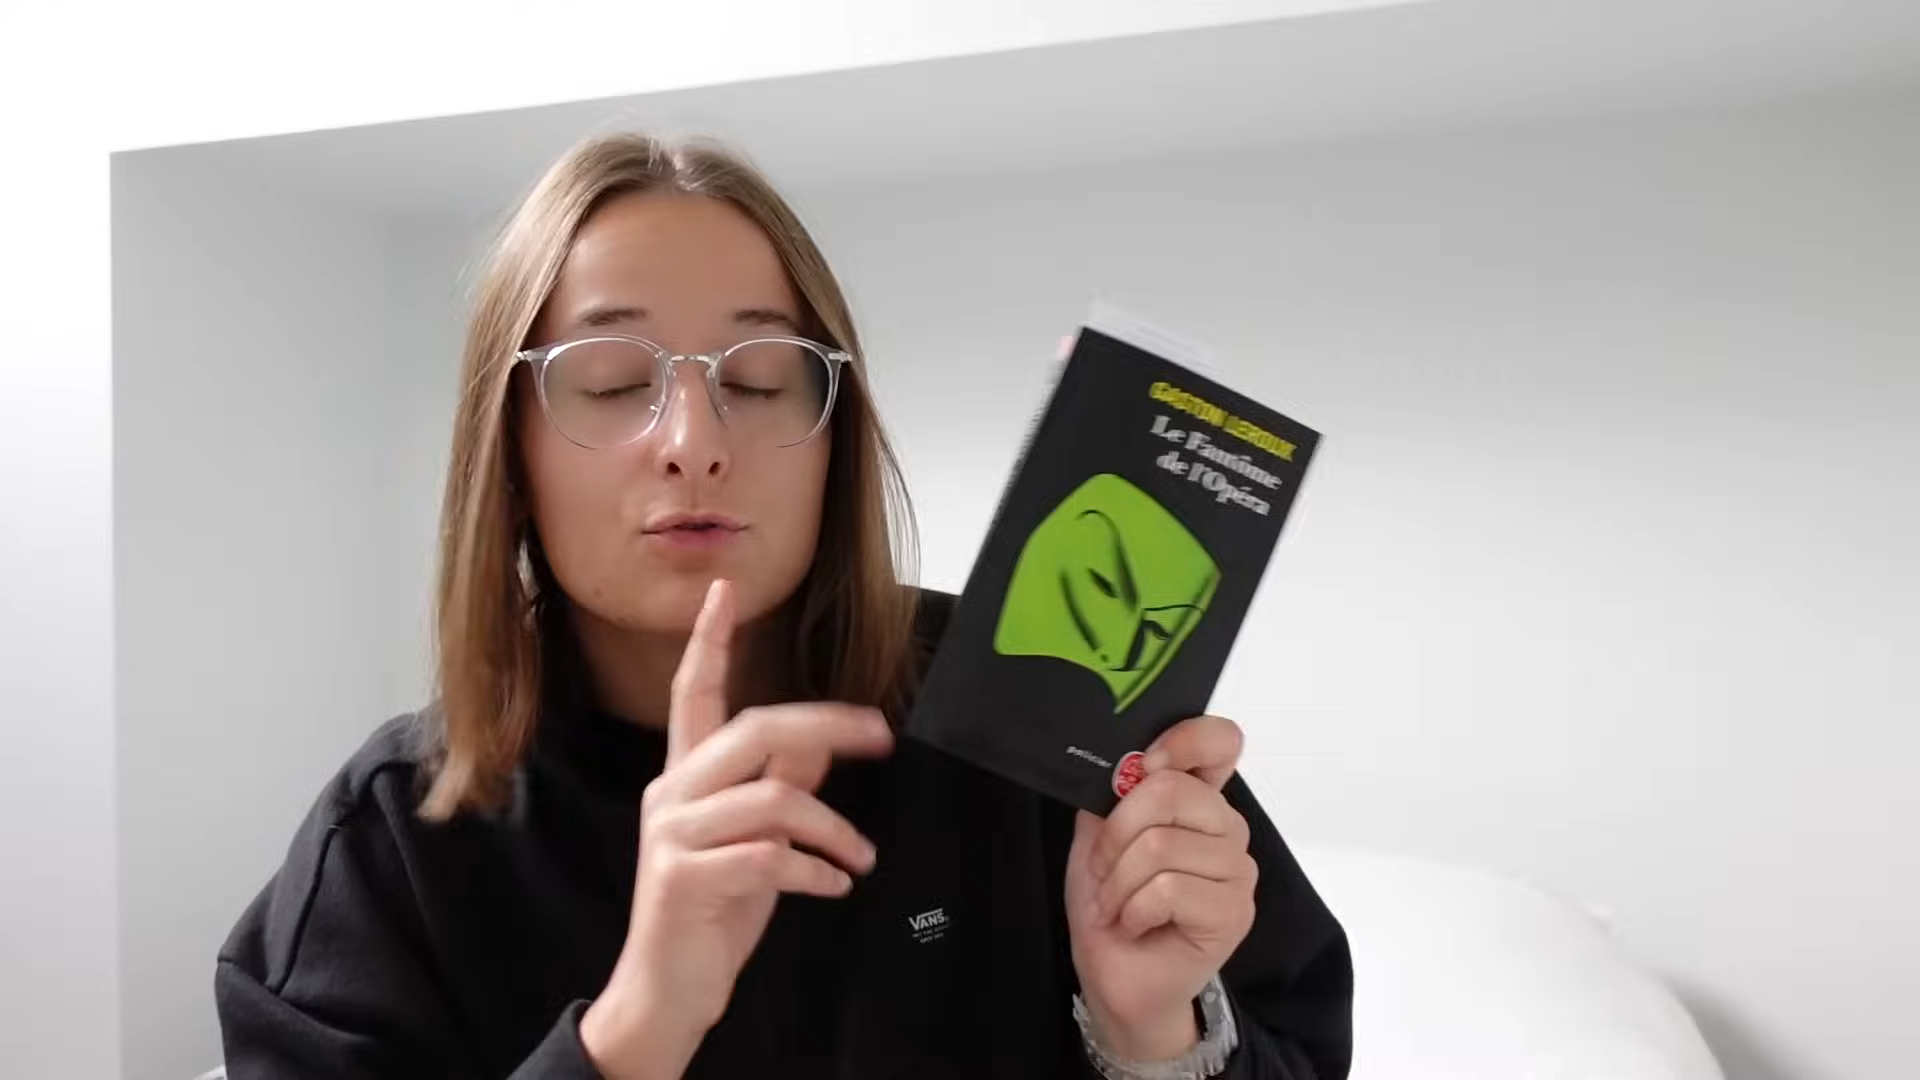 GASTON LEROUX
Le Fantôme
de l'Opéra
policier
VANS